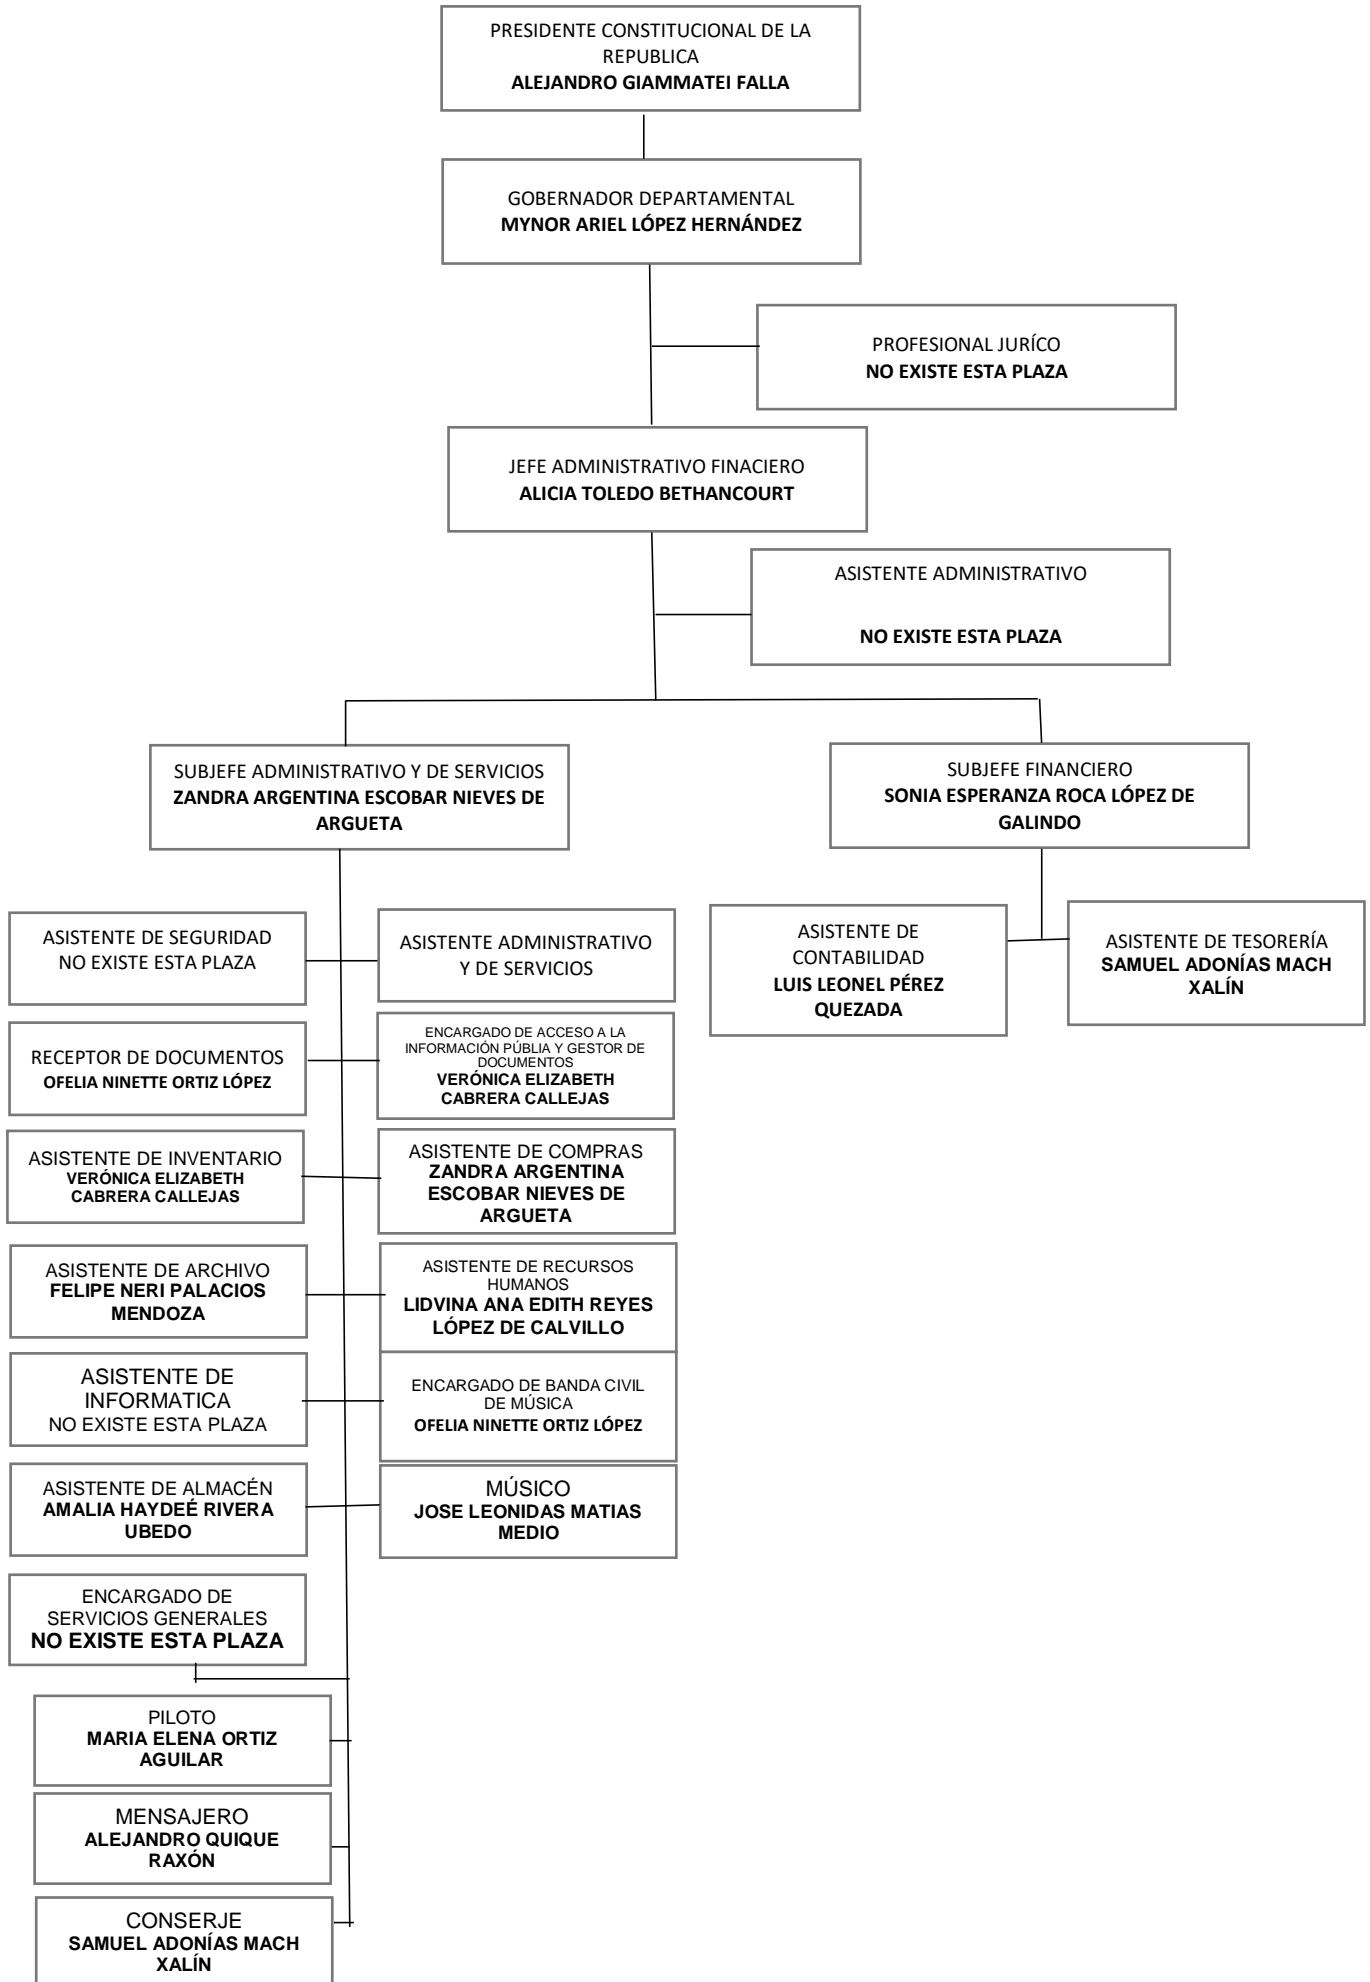 PRESIDENTE CONSTITUCIONAL DE LA
REPUBLICA
ALEJANDRO GIAMMATEI FALLA
GOBERNADOR DEPARTAMENTAL
MYNOR ARIEL LÓPEZ HERNÁNDEZ
PROFESIONAL JURÍCO
NO EXISTE ESTA PLAZA
JEFE ADMINISTRATIVO FINACIERO
ALICIA TOLEDO BETHANCOURT
ASISTENTE ADMINISTRATIVO
NO EXISTE ESTA PLAZA
SUBJEFE ADMINISTRATIVO Y DE SERVICIOS
ZANDRA ARGENTINA ESCOBAR NIEVES DE
ARGUETA
SUBJEFE FINANCIERO
SONIA ESPERANZA ROCA LÓPEZ DE
GALINDO
ASISTENTE DE SEGURIDAD
NO EXISTE ESTA PLAZA
ASISTENTE ADMINISTRATIVO
Y DE SERVICIOS
ASISTENTE DE
CONTABILIDAD
LUIS LEONEL PÉREZ
QUEZADA
ASISTENTE DE TESORERÍA
SAMUEL ADONÍAS MACH
XALÍN
RECEPTOR DE DOCUMENTOS
OFELIA NINETTE ORTIZ LÓPEZ
ENCARGADO DE ACCESO A LA
INFORMACIÓN PÚBLIA Y GESTOR DE
DOCUMENTOS
VERÓNICA ELIZABETH
CABRERA CALLEJAS
ASISTENTE DE INVENTARIO
VERÓNICA ELIZABETH
CABRERA CALLEJAS
ASISTENTE DE COMPRAS
ZANDRA ARGENTINA
ESCOBAR NIEVES DE
ARGUETA
ASISTENTE DE ARCHIVO
FELIPE NERI PALACIOS
MENDOZA
ASISTENTE DE RECURSOS
HUMANOS
LIDVINA ANA EDITH REYES
LÓPEZ DE CALVILLO
ASISTENTE DE
INFORMATICA
NO EXISTE ESTA PLAZA
ENCARGADO DE BANDA CIVIL
DE MÚSICA
OFELIA NINETTE ORTIZ LÓPEZ
ASISTENTE DE ALMACÉN
AMALIA HAYDEÉ RIVERA
UBEDO
MÚSICO
JOSE LEONIDAS MATIAS
MEDIO
ENCARGADO DE
SERVICIOS GENERALES
NO EXISTE ESTA PLAZA
PILOTO
MARIA ELENA ORTIZ
AGUILAR
MENSAJERO
ALEJANDRO QUIQUE
RAXÓN
CONSERJE
SAMUEL ADONÍAS MACH
XALÍN